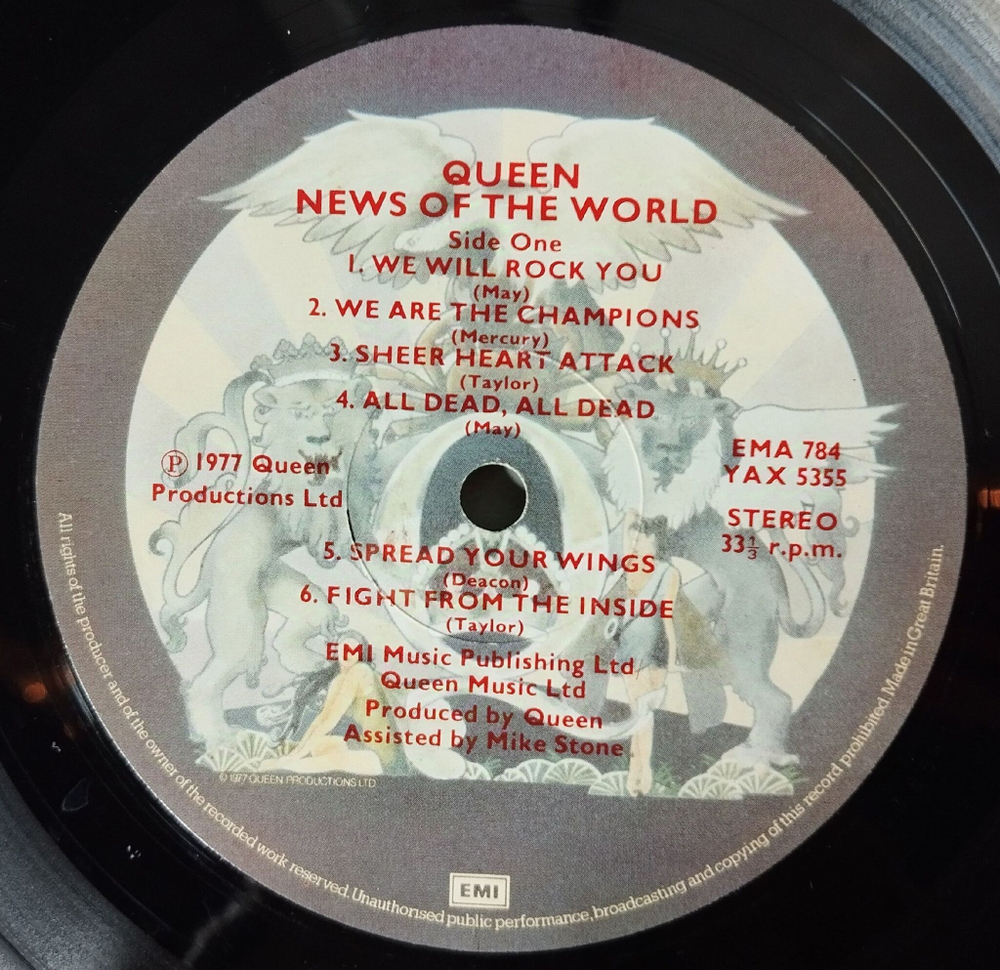 QUEEN
NEWS OF THE WORLD
Side One
1. WE WILL ROCK YOU
(May)
2. WE ARE THE CHAMPIONS
(Mercury)
3. SHEER HEART ATTACK
(Taylor)
4. ALL DEAD, ALL DEAD
(May)
Ⓟ 1977 Queen
Productions Ltd
EMA 784
YAX 5355
STEREO
33⅓ r.p.m.
5. SPREAD YOUR WINGS
(Deacon)
6. FIGHT FROM THE INSIDE
(Taylor)
EMI Music Publishing Ltd
Queen Music Ltd
Produced by Queen
Assisted by Mike Stone
© 1977 QUEEN PRODUCTIONS LTD
EMI
All rights of the producer and of the owner of the recorded work reserved. Unauthorised public performance, broadcasting and copying of this record prohibited. Made in Great Britain.